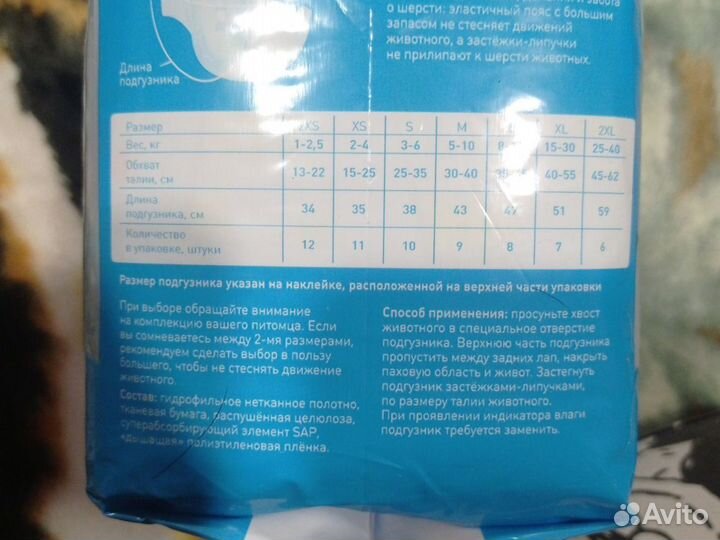 и забота
о шерсти: эластичный пояс с большим
запасом не стесняет движений
животного, а застёжки-липучки
не прилипают к шерсти животных.
Длина
подгузника
Размер 2XS XS S M L XL 2XL
Вес, кг 1-2,5 2-4 3-6 5-10 15-30 25-40
Обхват
талии, см 13-22 15-25 25-35 30-40 40-55 45-62
Длина
подгузника, см 34 35 38 43 47 51 59
Количество
в упаковке, штуки 12 11 10 9 8 7 6
Размер подгузника указан на наклейке, расположенной на верхней части упаковки
При выборе обращайте внимание
на комплекцию вашего питомца. Если
вы сомневаетесь между 2-мя размерами,
рекомендуем сделать выбор в пользу
большего, чтобы не стеснять движение
животного.
Состав: гидрофильное нетканное полотно,
тканевая бумага, распушённая целюлоза,
суперабсорбирующий элемент SAP,
«дышащая» полиэтиленовая плёнка.
Способ применения: просуньте хвост
животного в специальное отверстие
подгузника. Верхнюю часть подгузника
пропустить между задних лап, накрыть
паховую область и живот. Застегнуть
подгузник застёжками-липучками,
по размеру талии животного.
При проявлении индикатора влаги
подгузник требуется заменить.
Avito